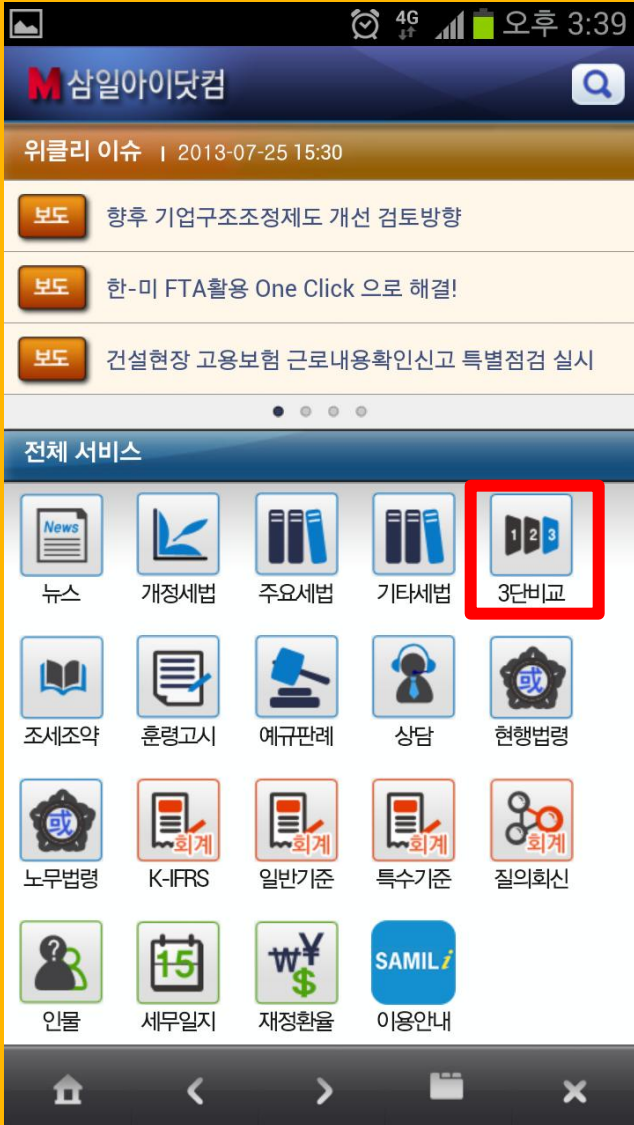 4G 오후 3:39
M 삼일아이닷컴
위클리 이슈 | 2013-07-25 15:30
보도 향후 기업구조조정제도 개선 검토방향
보도 한-미 FTA활용 One Click 으로 해결!
보도 건설현장 고용보험 근로내용확인신고 특별점검 실시
전체 서비스
News 1 2 3
뉴스 개정세법 주요세법 기타세법 3단비교
或
조세조약 훈령고시 예규판례 상담 현행법령
或 회계 회계 회계 회계
노무법령 K-IFRS 일반기준 특수기준 질의회신
? 15 ₩ ¥ $ SAMILi
인물 세무일지 재정환율 이용안내